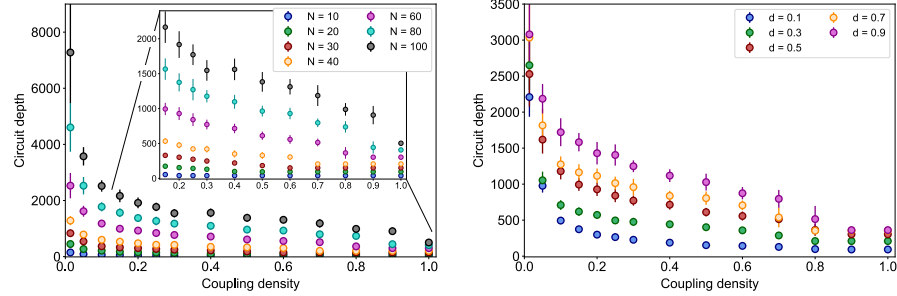 8000
6000
4000
2000
0
Circuit depth
0.0 0.2 0.4 0.6 0.8 1.0
Coupling density
2000
1500
1000
500
0
0.2 0.3 0.4 0.5 0.6 0.7 0.8 0.9 1.0
N = 10 N = 60
N = 20 N = 80
N = 30 N = 100
N = 40
3500
3000
2500
2000
1500
1000
500
0
Circuit depth
0.0 0.2 0.4 0.6 0.8 1.0
Coupling density
d = 0.1 d = 0.7
d = 0.3 d = 0.9
d = 0.5